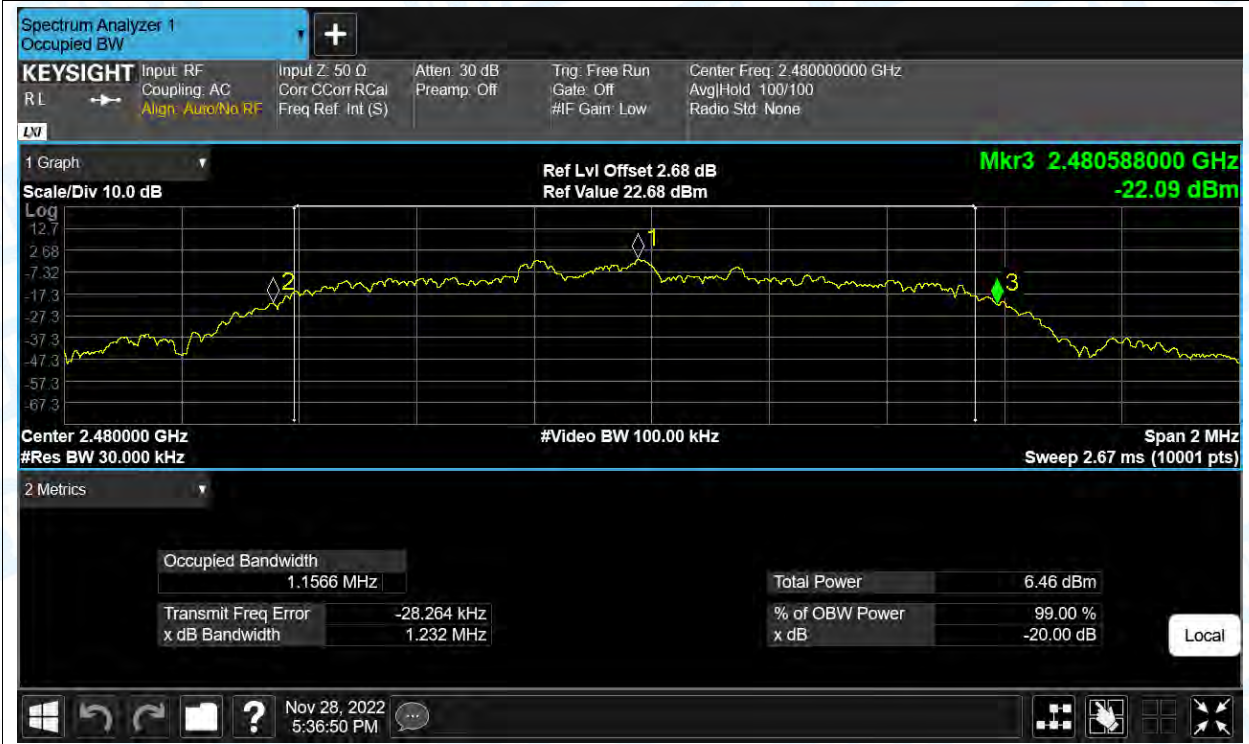 Spectrum Analyzer 1
Occupied BW
+
KEYSIGHT Input: RF Input Z: 50 Ω Atten: 30 dB Trig: Free Run Center Freq: 2.480000000 GHz
R L Coupling: AC Corr CCorr RCal Preamp: Off Gate: Off Avg|Hold: 100/100
Align: Auto/No RF Freq Ref: Int (S) #IF Gain: Low Radio Std: None
LXI
1 Graph Ref Lvl Offset 2.68 dB Mkr3 2.480588000 GHz
Scale/Div 10.0 dB Ref Value 22.68 dBm -22.09 dBm
Log
12.7
1
2.68
-7.32
2
3
-17.3
-27.3
-37.3
-47.3
-57.3
-67.3
Center 2.480000 GHz #Video BW 100.00 kHz Span 2 MHz
#Res BW 30.000 kHz Sweep 2.67 ms (10001 pts)
2 Metrics
Occupied Bandwidth
1.1566 MHz Total Power 6.46 dBm
Transmit Freq Error -28.264 kHz % of OBW Power 99.00 %
x dB Bandwidth 1.232 MHz x dB -20.00 dB
Local
? Nov 28, 2022
5:36:50 PM